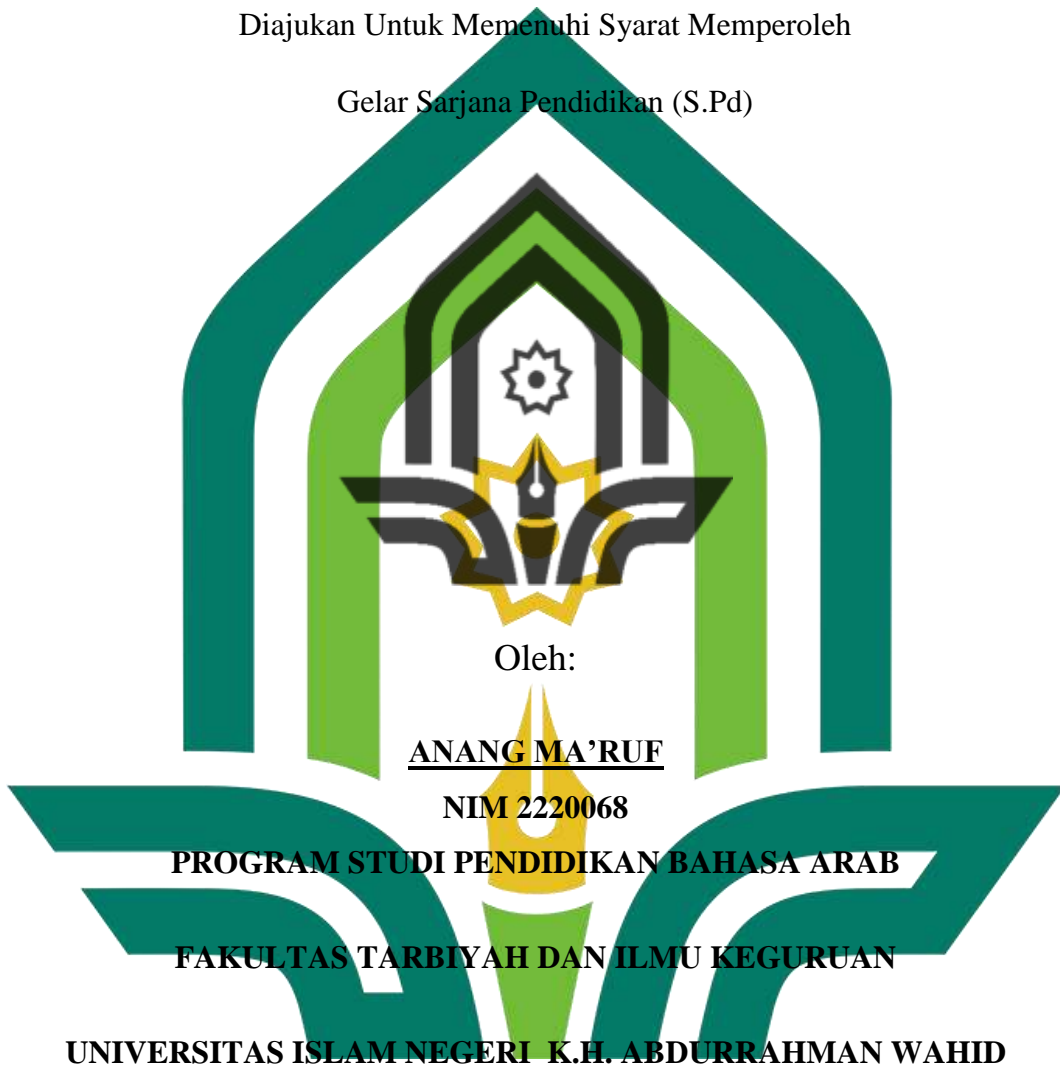 Diajukan Untuk Memenuhi Syarat Memperoleh
Gelar Sarjana Pendidikan (S.Pd)
Oleh:
ANANG MA’RUF
NIM 2220068
PROGRAM STUDI PENDIDIKAN BAHASA ARAB
FAKULTAS TARBIYAH DAN ILMU KEGURUAN
UNIVERSITAS ISLAM NEGERI K.H. ABDURRAHMAN WAHID